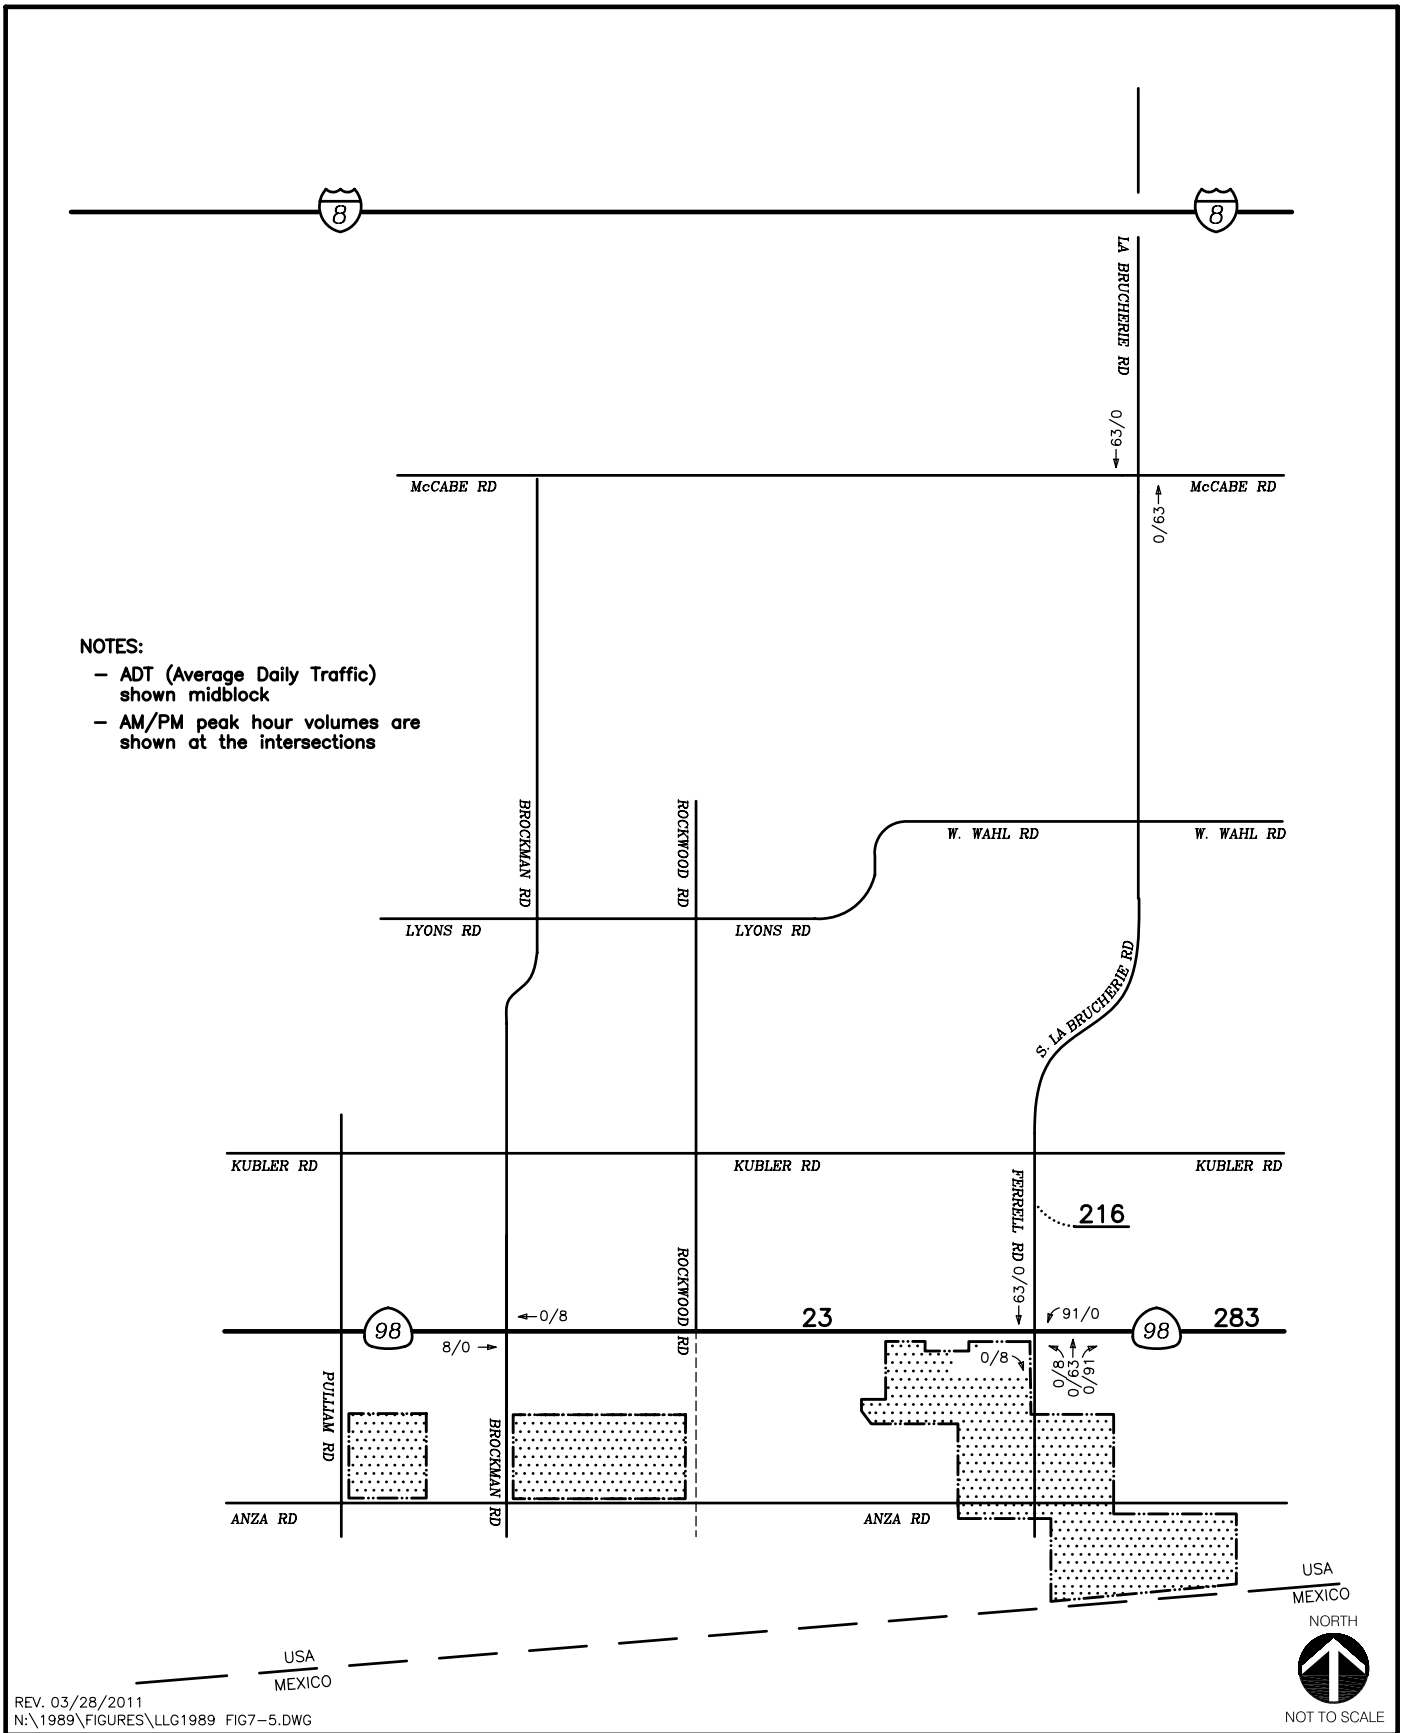 8
8
LA BRUCHERIE RD
63/0
McCABE RD
McCABE RD
0/63
NOTES:
– ADT (Average Daily Traffic)
shown midblock
– AM/PM peak hour volumes are
shown at the intersections
BROCKMAN RD
ROCKWOOD RD
W. WAHL RD
W. WAHL RD
LYONS RD
LYONS RD
S. LA BRUCHERIE RD
KUBLER RD
KUBLER RD
KUBLER RD
FERRELL RD
216
ROCKWOOD RD
63/0
0/8
23
91/0
283
98
98
8/0
0/8
0/8
0/63
0/91
PULLIAM RD
BROCKMAN RD
ANZA RD
ANZA RD
USA
MEXICO
NORTH
USA
MEXICO
REV. 03/28/2011
N:\1989\FIGURES\LLG1989 FIG7-5.DWG
NOT TO SCALE